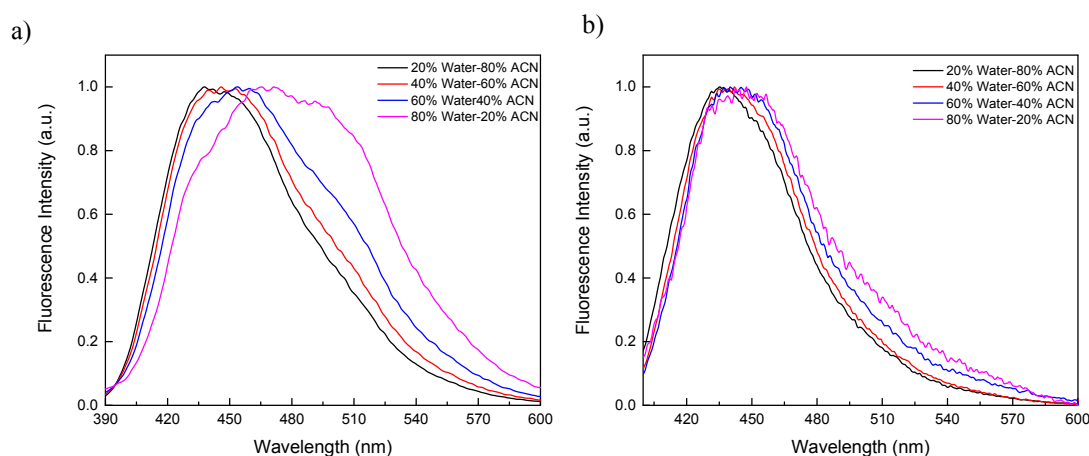 a)
20% Water-80% ACN
40% Water-60% ACN
60% Water40% ACN
80% Water-20% ACN
1.0
0.8
0.6
0.4
0.2
0.0
Fluorescence Intensity (a.u.)
390 420 450 480 510 540 570 600
Wavelength (nm)
b)
20% Water-80% ACN
40% Water-60% ACN
60% Water-40% ACN
80% Water-20% ACN
1.0
0.8
0.6
0.4
0.2
0.0
Fluorescence Intensity (a.u.)
420 450 480 510 540 570 600
Wavelength (nm)